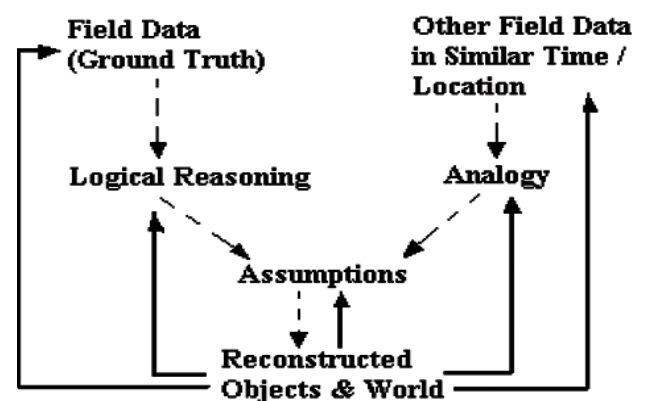 Field Data
(Ground Truth)
Other Field Data
in Similar Time /
Location
Logical Reasoning
Analogy
Assumptions
Reconstructed
Objects & World